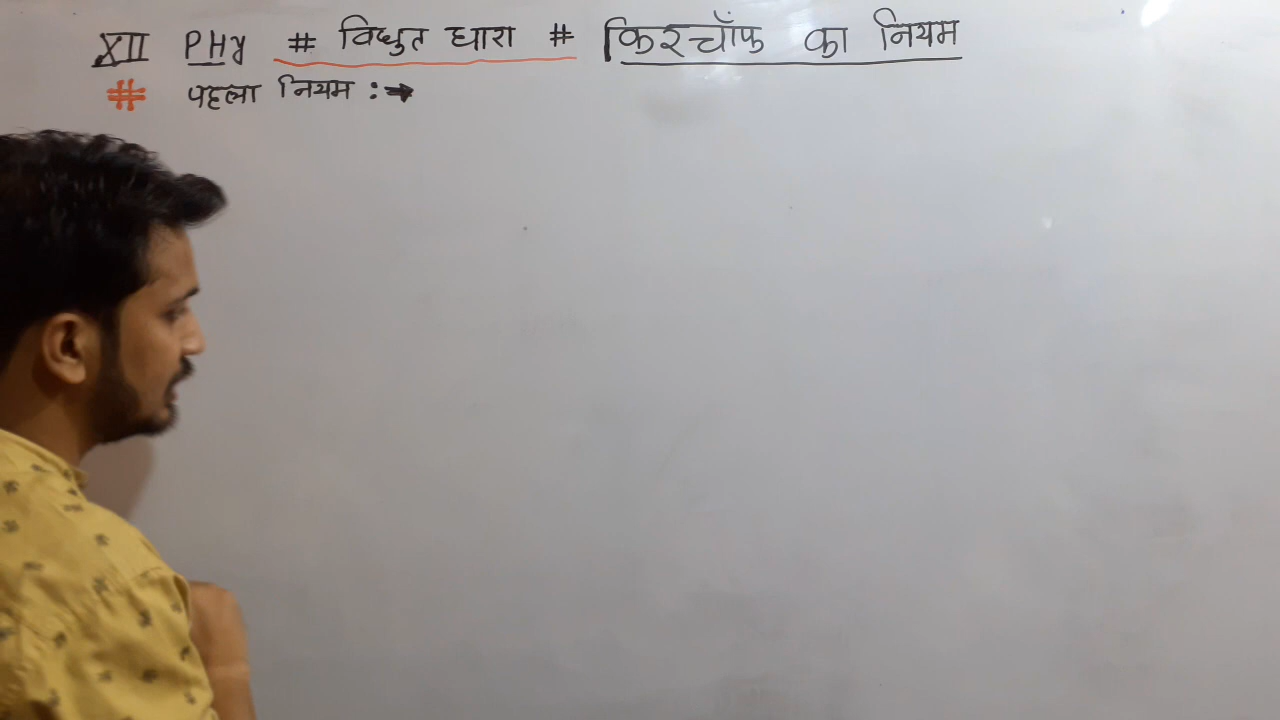 XII PHY # विद्युत धारा # किरचॉफ का नियम
# पहला नियम :→